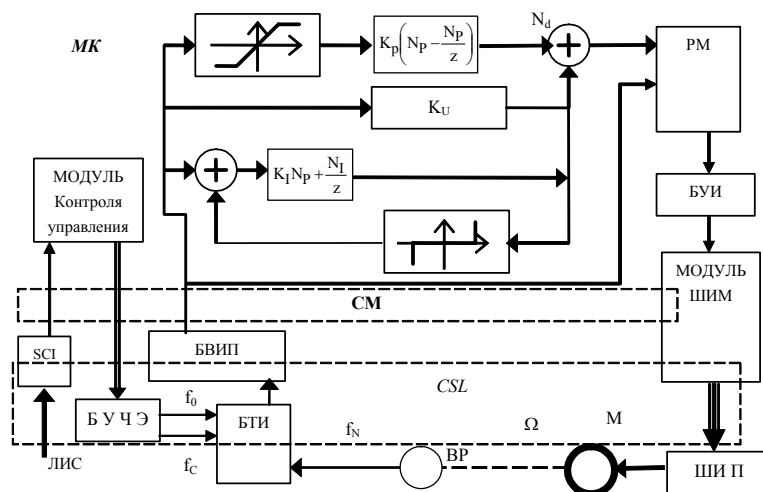 МК
K_p(N_P − N_P/z)
N_d
РМ
K_U
МОДУЛЬ
Контроля
управления
K_I N_P + N_I/z
БУИ
МОДУЛЬ
ШИМ
СМ
SCI
БВИП
CSL
Б У Ч Э
f_0
БТИ
f_N
Ω
М
ЛИС
f_C
ВР
ШИ П